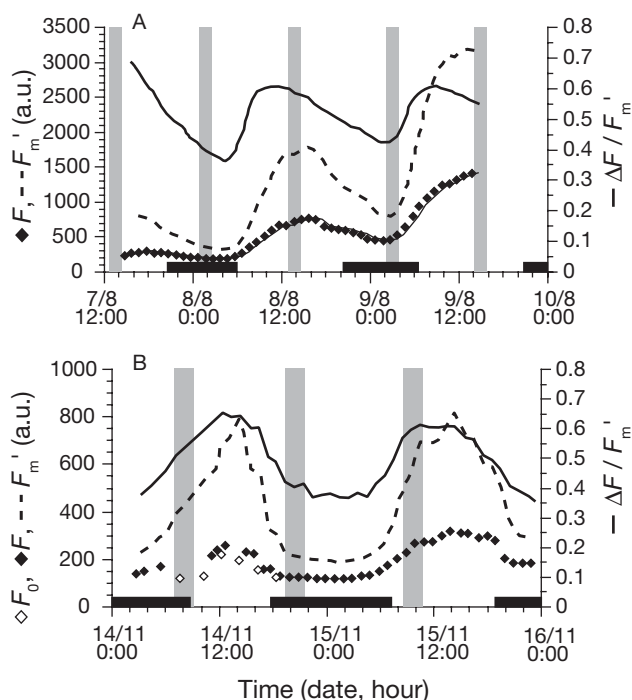 A
3500
3000
2500
2000
1500
1000
500
0
0.8
0.7
0.6
0.5
0.4
0.3
0.2
0.1
0
◆ F, - - Fm' (a.u.)
— ΔF / Fm'
7/8 8/8 8/8 9/8 9/8 10/8
12:00 0:00 12:00 0:00 12:00 0:00
B
1000
800
600
400
200
0
0.8
0.7
0.6
0.5
0.4
0.3
0.2
0.1
0
◇ F0, ◆ F, - - Fm' (a.u.)
— ΔF / Fm'
14/11 14/11 15/11 15/11 16/11
0:00 12:00 0:00 12:00 0:00
Time (date, hour)